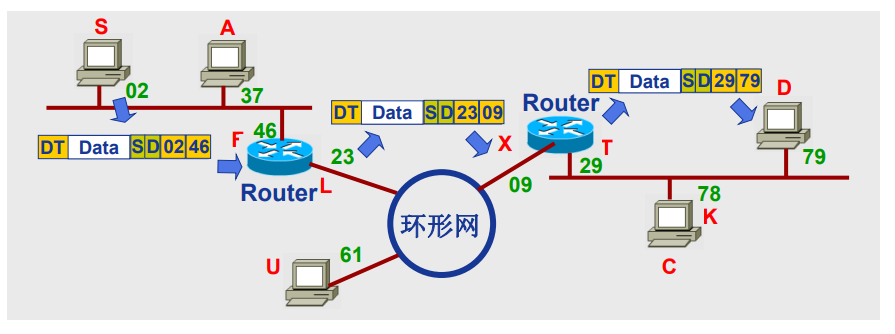 S
A
02
37
DT Data S D 02 46
F
46
Router
L
23
DT Data S D 23 09
X
Router
T
DT Data S D 29 79
D
79
09
29
环形网
78
K
C
U
61